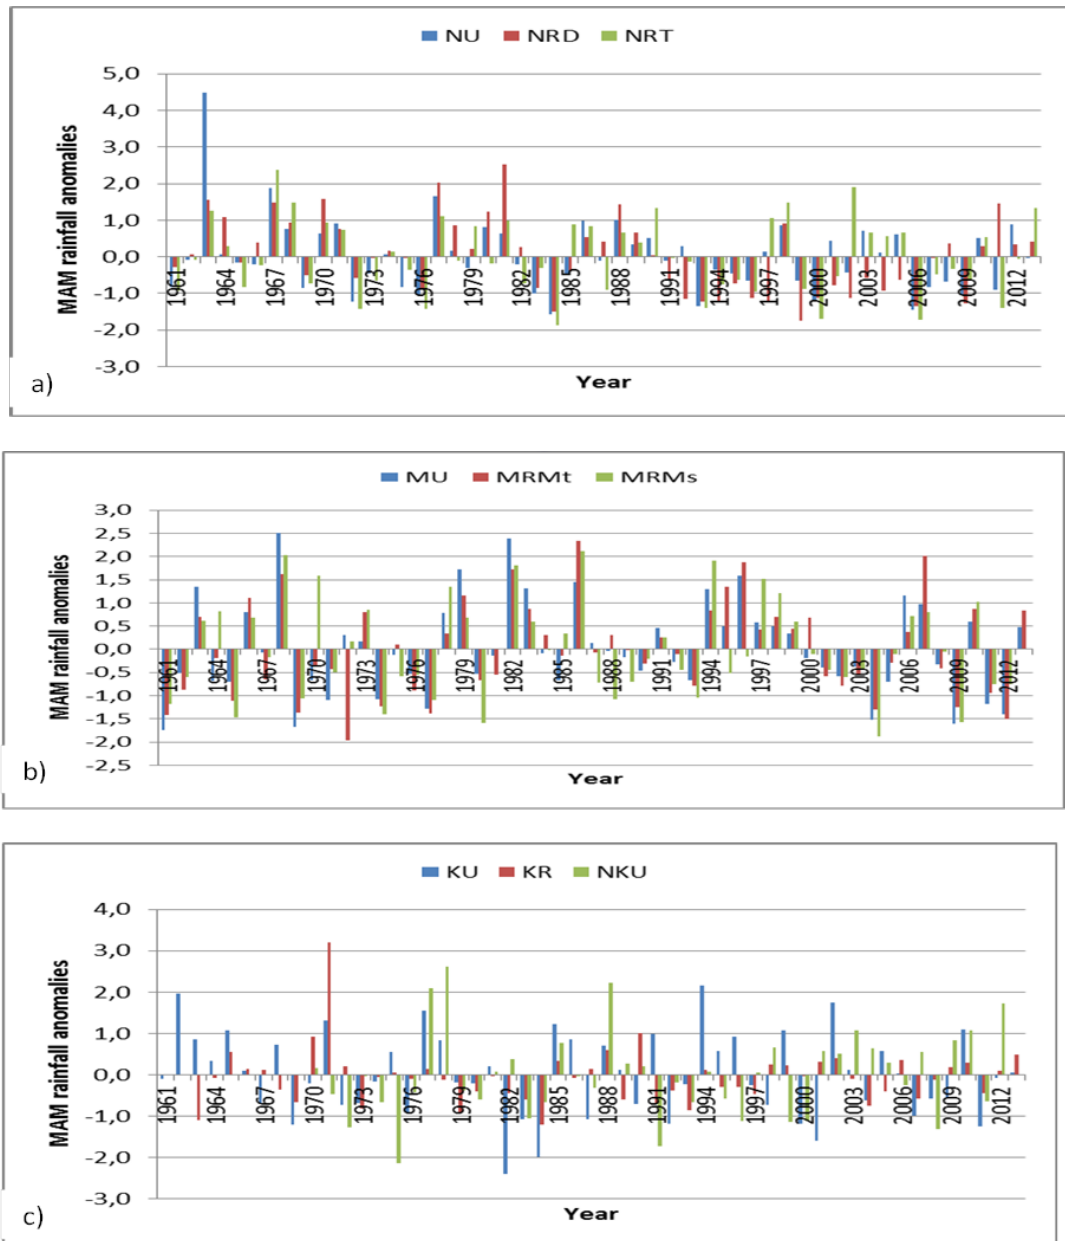 NU NRD NRT
MAM rainfall anomalies
5,0
4,0
3,0
2,0
1,0
0,0
-1,0
-2,0
-3,0
1961 1964 1967 1970 1973 1976 1979 1982 1985 1988 1991 1994 1997 2000 2003 2006 2009 2012
Year
a)
MU MRMt MRMs
MAM rainfall anomalies
3,0
2,5
2,0
1,5
1,0
0,5
0,0
-0,5
-1,0
-1,5
-2,0
-2,5
1961 1964 1967 1970 1973 1976 1979 1982 1985 1988 1991 1994 1997 2000 2003 2006 2009 2012
Year
b)
KU KR NKU
MAM rainfall anomalies
4,0
3,0
2,0
1,0
0,0
-1,0
-2,0
-3,0
1961 1964 1967 1970 1973 1976 1979 1982 1985 1988 1991 1994 1997 2000 2003 2006 2009 2012
Year
c)